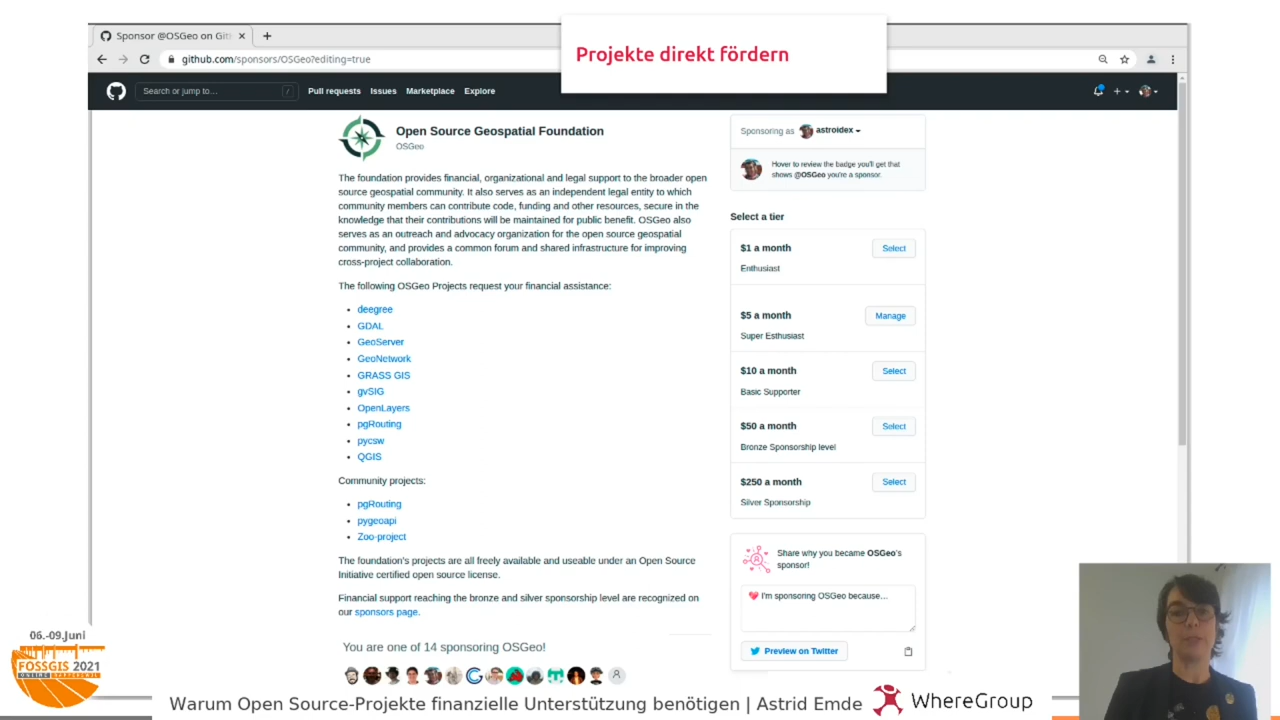 Sponsor @OSGeo on Git
Projekte direkt fördern
github.com/sponsors/OSGeo?editing=true
Search or jump to…
/
Pull requests
Issues
Marketplace
Explore
Open Source Geospatial Foundation
OSGeo
The foundation provides financial, organizational and legal support to the broader open
source geospatial community. It also serves as an independent legal entity to which
community members can contribute code, funding and other resources, secure in the
knowledge that their contributions will be maintained for public benefit. OSGeo also
serves as an outreach and advocacy organization for the open source geospatial
community, and provides a common forum and shared infrastructure for improving
cross-project collaboration.
The following OSGeo Projects request your financial assistance:
• deegree
• GDAL
• GeoServer
• GeoNetwork
• GRASS GIS
• gvSIG
• OpenLayers
• pgRouting
• pycsw
• QGIS
Community projects:
• pgRouting
• pygeoapi
• Zoo-project
The foundation's projects are all freely available and useable under an Open Source
Initiative certified open source license.
Financial support reaching the bronze and silver sponsorship level are recognized on
our sponsors page.
You are one of 14 sponsoring OSGeo!
Sponsoring as astroidex
Hover to review the badge you'll get that
shows @OSGeo you're a sponsor.
Select a tier
$1 a month
Select
Enthusiast
$5 a month
Manage
Super Esthusiast
$10 a month
Select
Basic Supporter
$50 a month
Select
Bronze Sponsorship level
$250 a month
Select
Silver Sponsorship
Share why you became OSGeo's
sponsor!
I'm sponsoring OSGeo because…
Preview on Twitter
06.-09.Juni
FOSSGIS 2021
Warum Open Source-Projekte finanzielle Unterstützung benötigen | Astrid Emde
WhereGroup